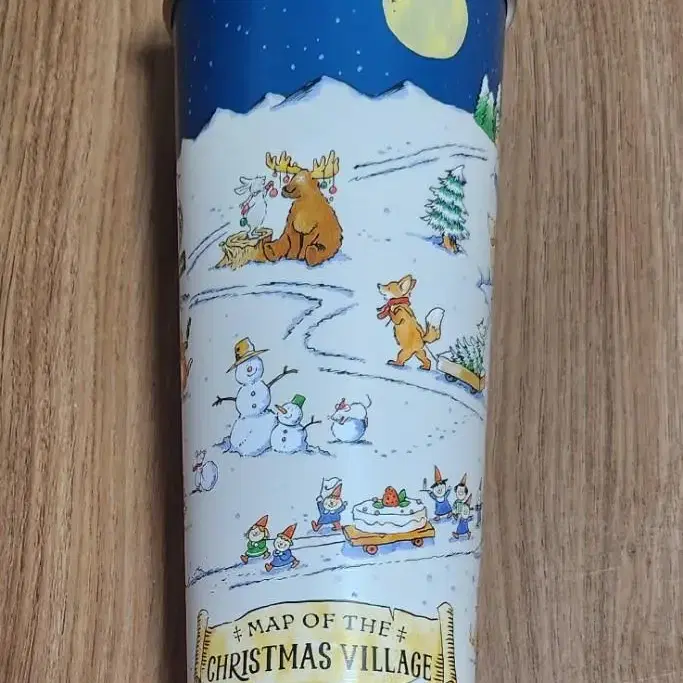 ‡ MAP OF THE ‡
CHRISTMAS VILLAGE